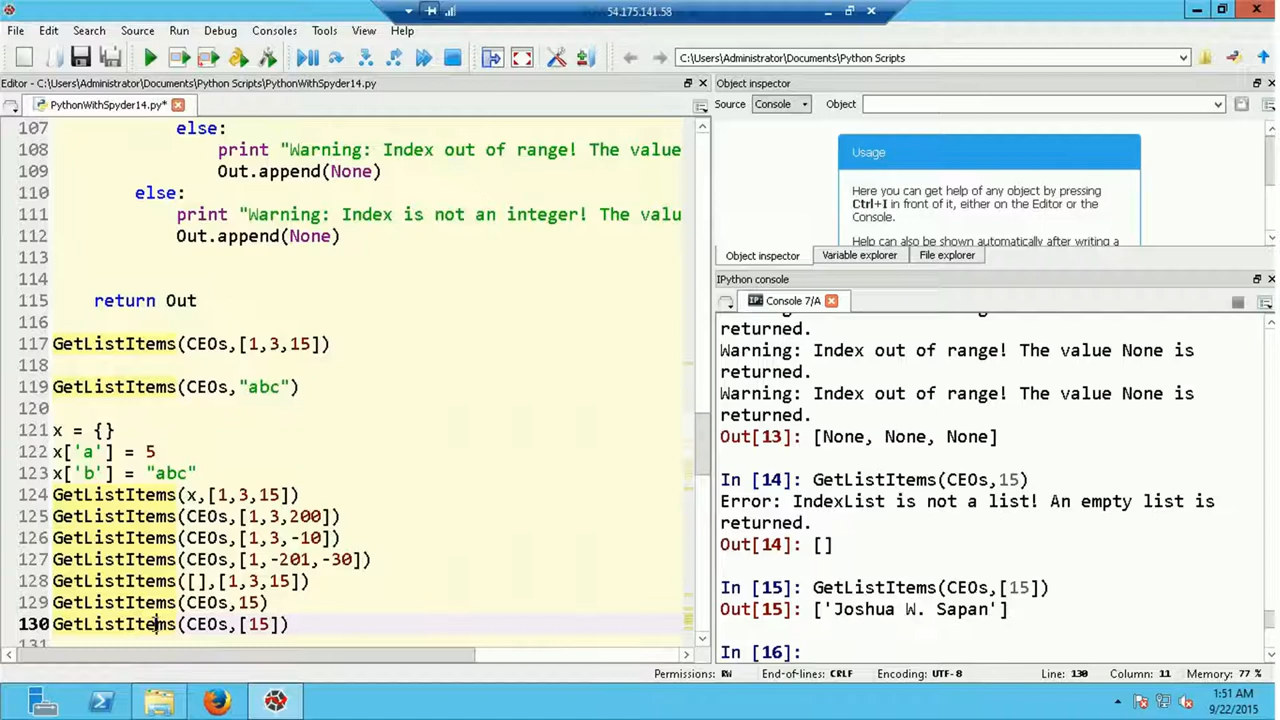 54.175.141.58
File Edit Search Source Run Debug Consoles Tools View Help
C:\Users\Administrator\Documents\Python Scripts
Editor - C:\Users\Administrator\Documents\Python Scripts\PythonWithSpyder14.py
PythonWithSpyder14.py*
107 else:
108 print "Warning: Index out of range! The value
109 Out.append(None)
110 else:
111 print "Warning: Index is not an integer! The valu
112 Out.append(None)
113
114
115 return Out
116
117 GetListItems(CEOs,[1,3,15])
118
119 GetListItems(CEOs,"abc")
120
121 x = {}
122 x['a'] = 5
123 x['b'] = "abc"
124 GetListItems(x,[1,3,15])
125 GetListItems(CEOs,[1,3,200])
126 GetListItems(CEOs,[1,3,-10])
127 GetListItems(CEOs,[1,-201,-30])
128 GetListItems([],[1,3,15])
129 GetListItems(CEOs,15)
130 GetListItems(CEOs,[15])
131
Object inspector
Source Console Object
Usage
Here you can get help of any object by pressing
Ctrl+I in front of it, either on the Editor or the
Console.
Help can also be shown automatically after writing a
Object inspector Variable explorer File explorer
IPython console
Console 7/A
returned.
Warning: Index out of range! The value None is
returned.
Warning: Index out of range! The value None is
returned.
Out[13]: [None, None, None]
In [14]: GetListItems(CEOs,15)
Error: IndexList is not a list! An empty list is
returned.
Out[14]: []
In [15]: GetListItems(CEOs,[15])
Out[15]: ['Joshua W. Sapan']
In [16]:
Permissions: RW End-of-lines: CRLF Encoding: UTF-8 Line: 130 Column: 11 Memory: 77 %
1:51 AM
9/22/2015